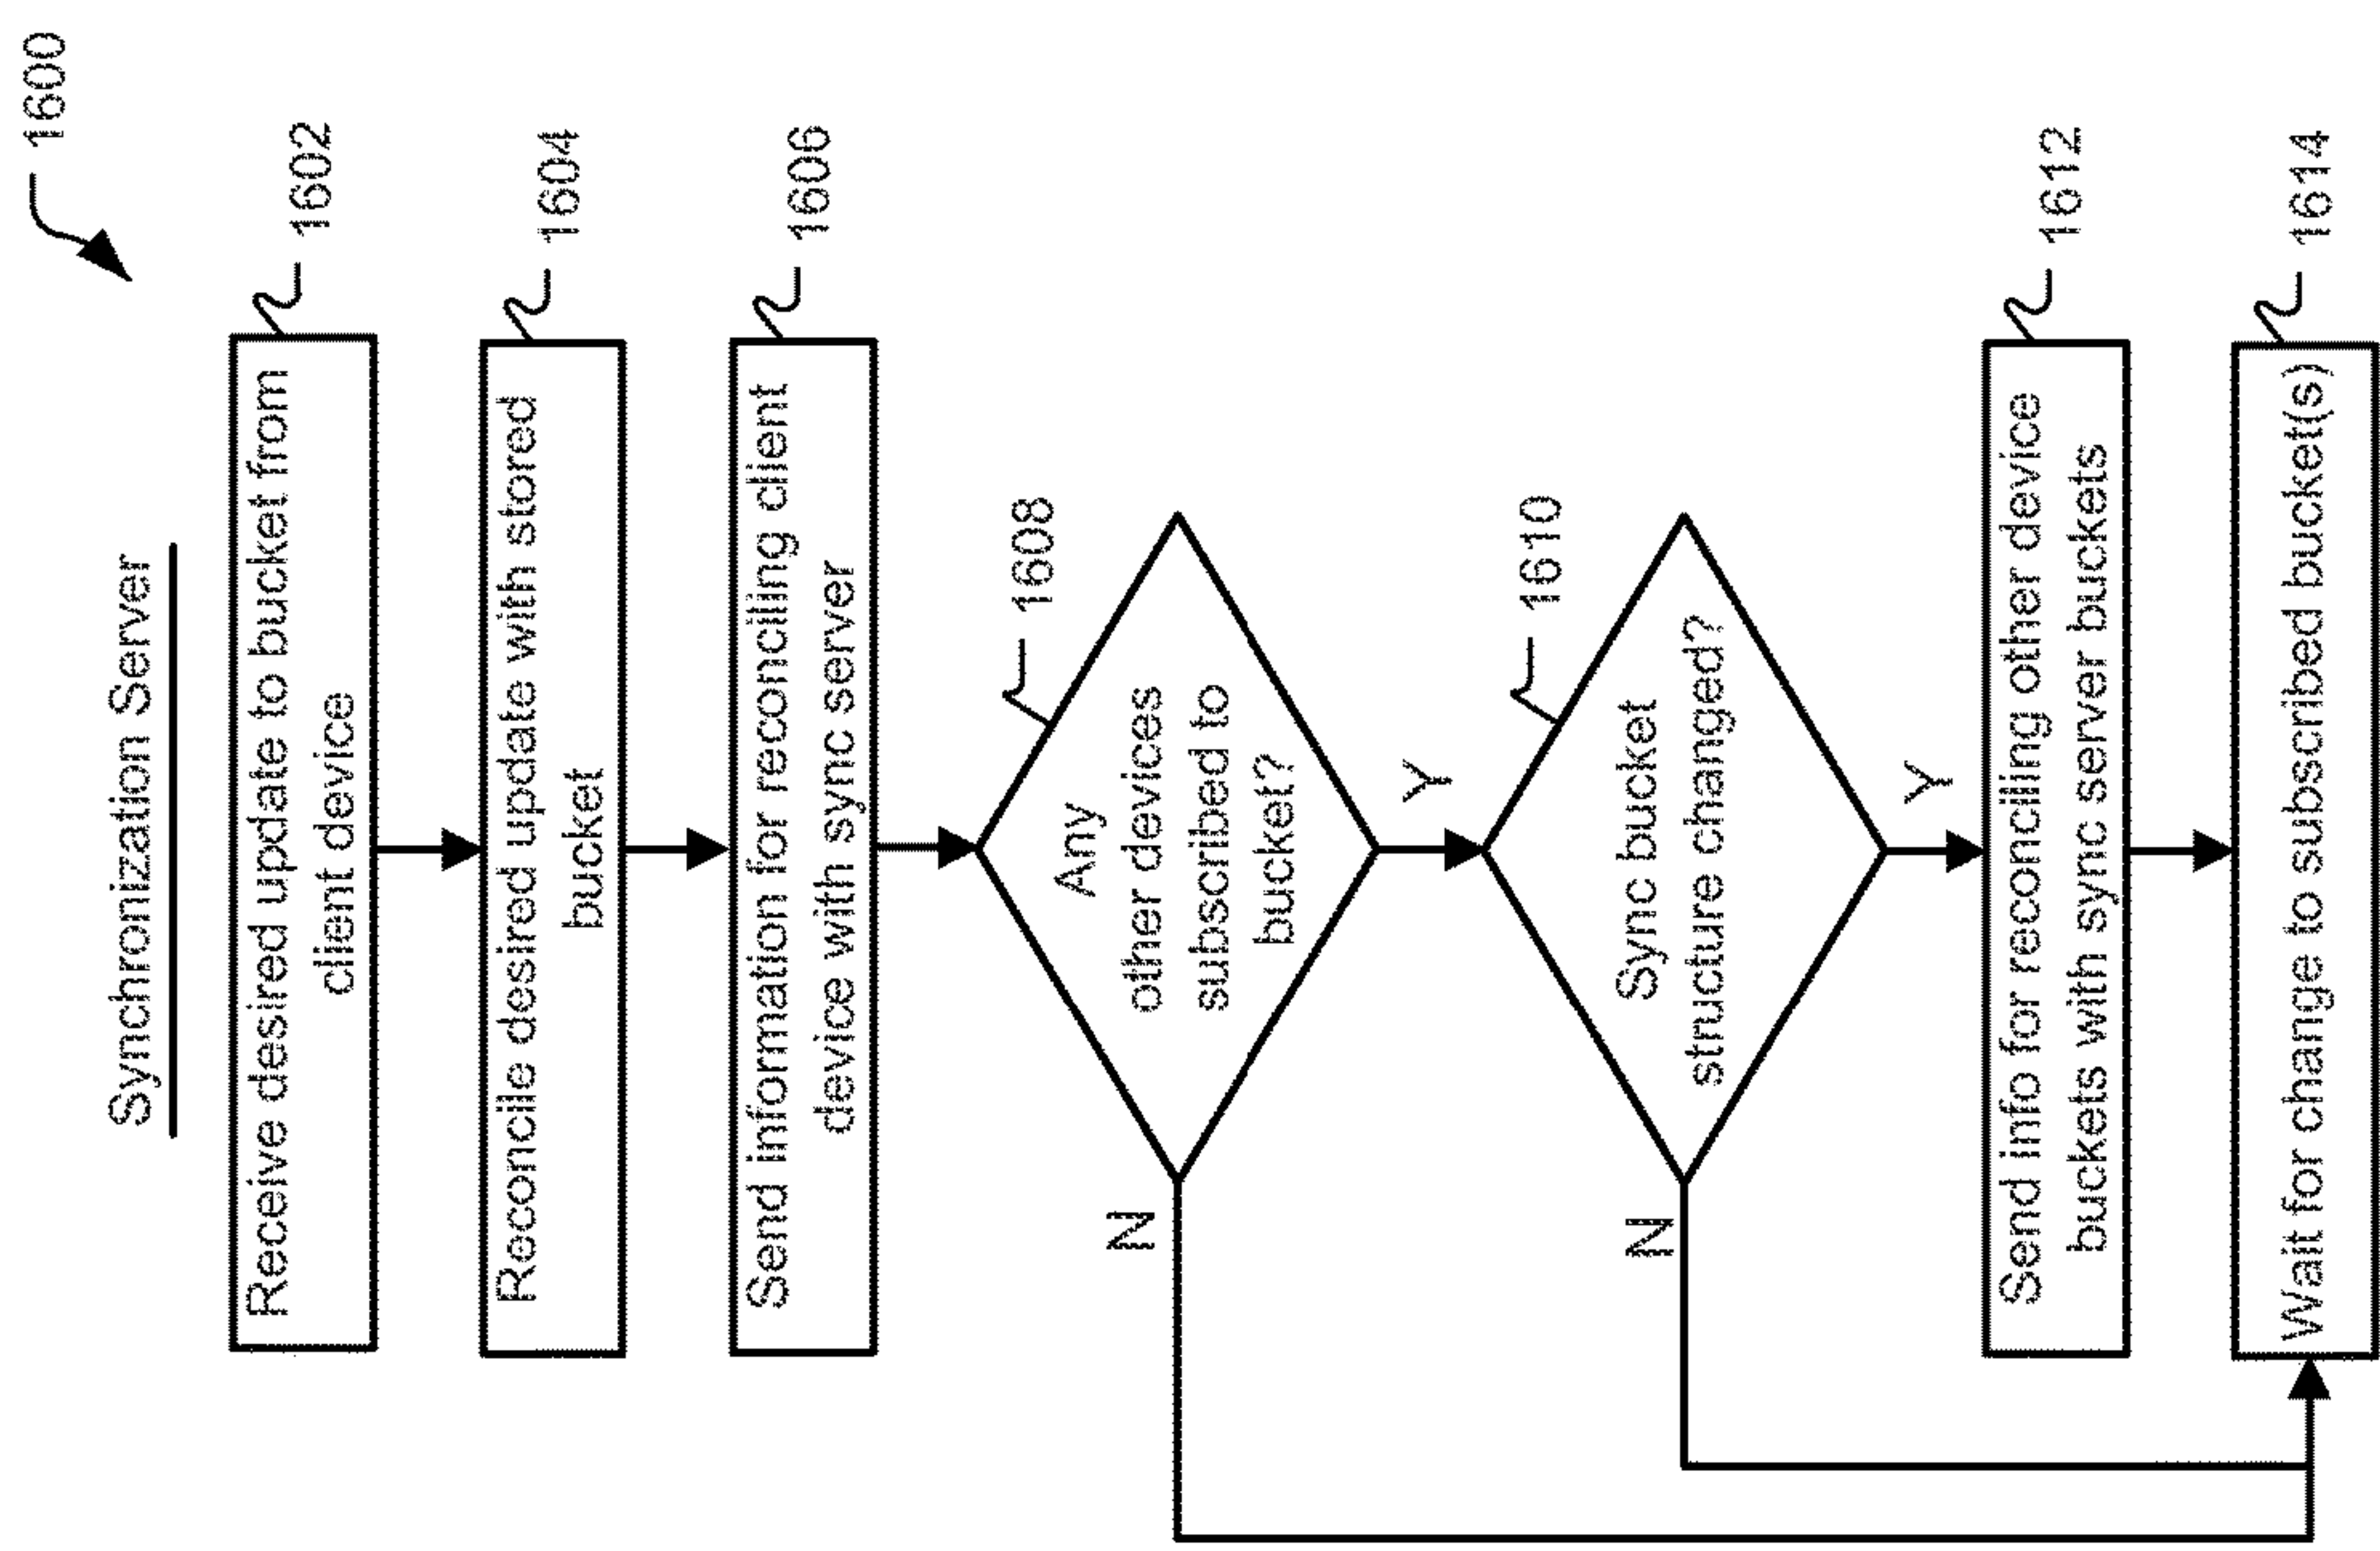 1600
Synchronization Server
Receive desired update to bucket from
client device
1602
Reconcile desired update with stored
bucket
1604
Send information for reconciling client
device with sync server
1606
Any
other devices
subscribed to
bucket?
1608
N
Y
Sync bucket
structure changed?
1610
N
Y
Send info for reconciling other device
buckets with sync server buckets
1612
Wait for change to subscribed bucket(s)
1614